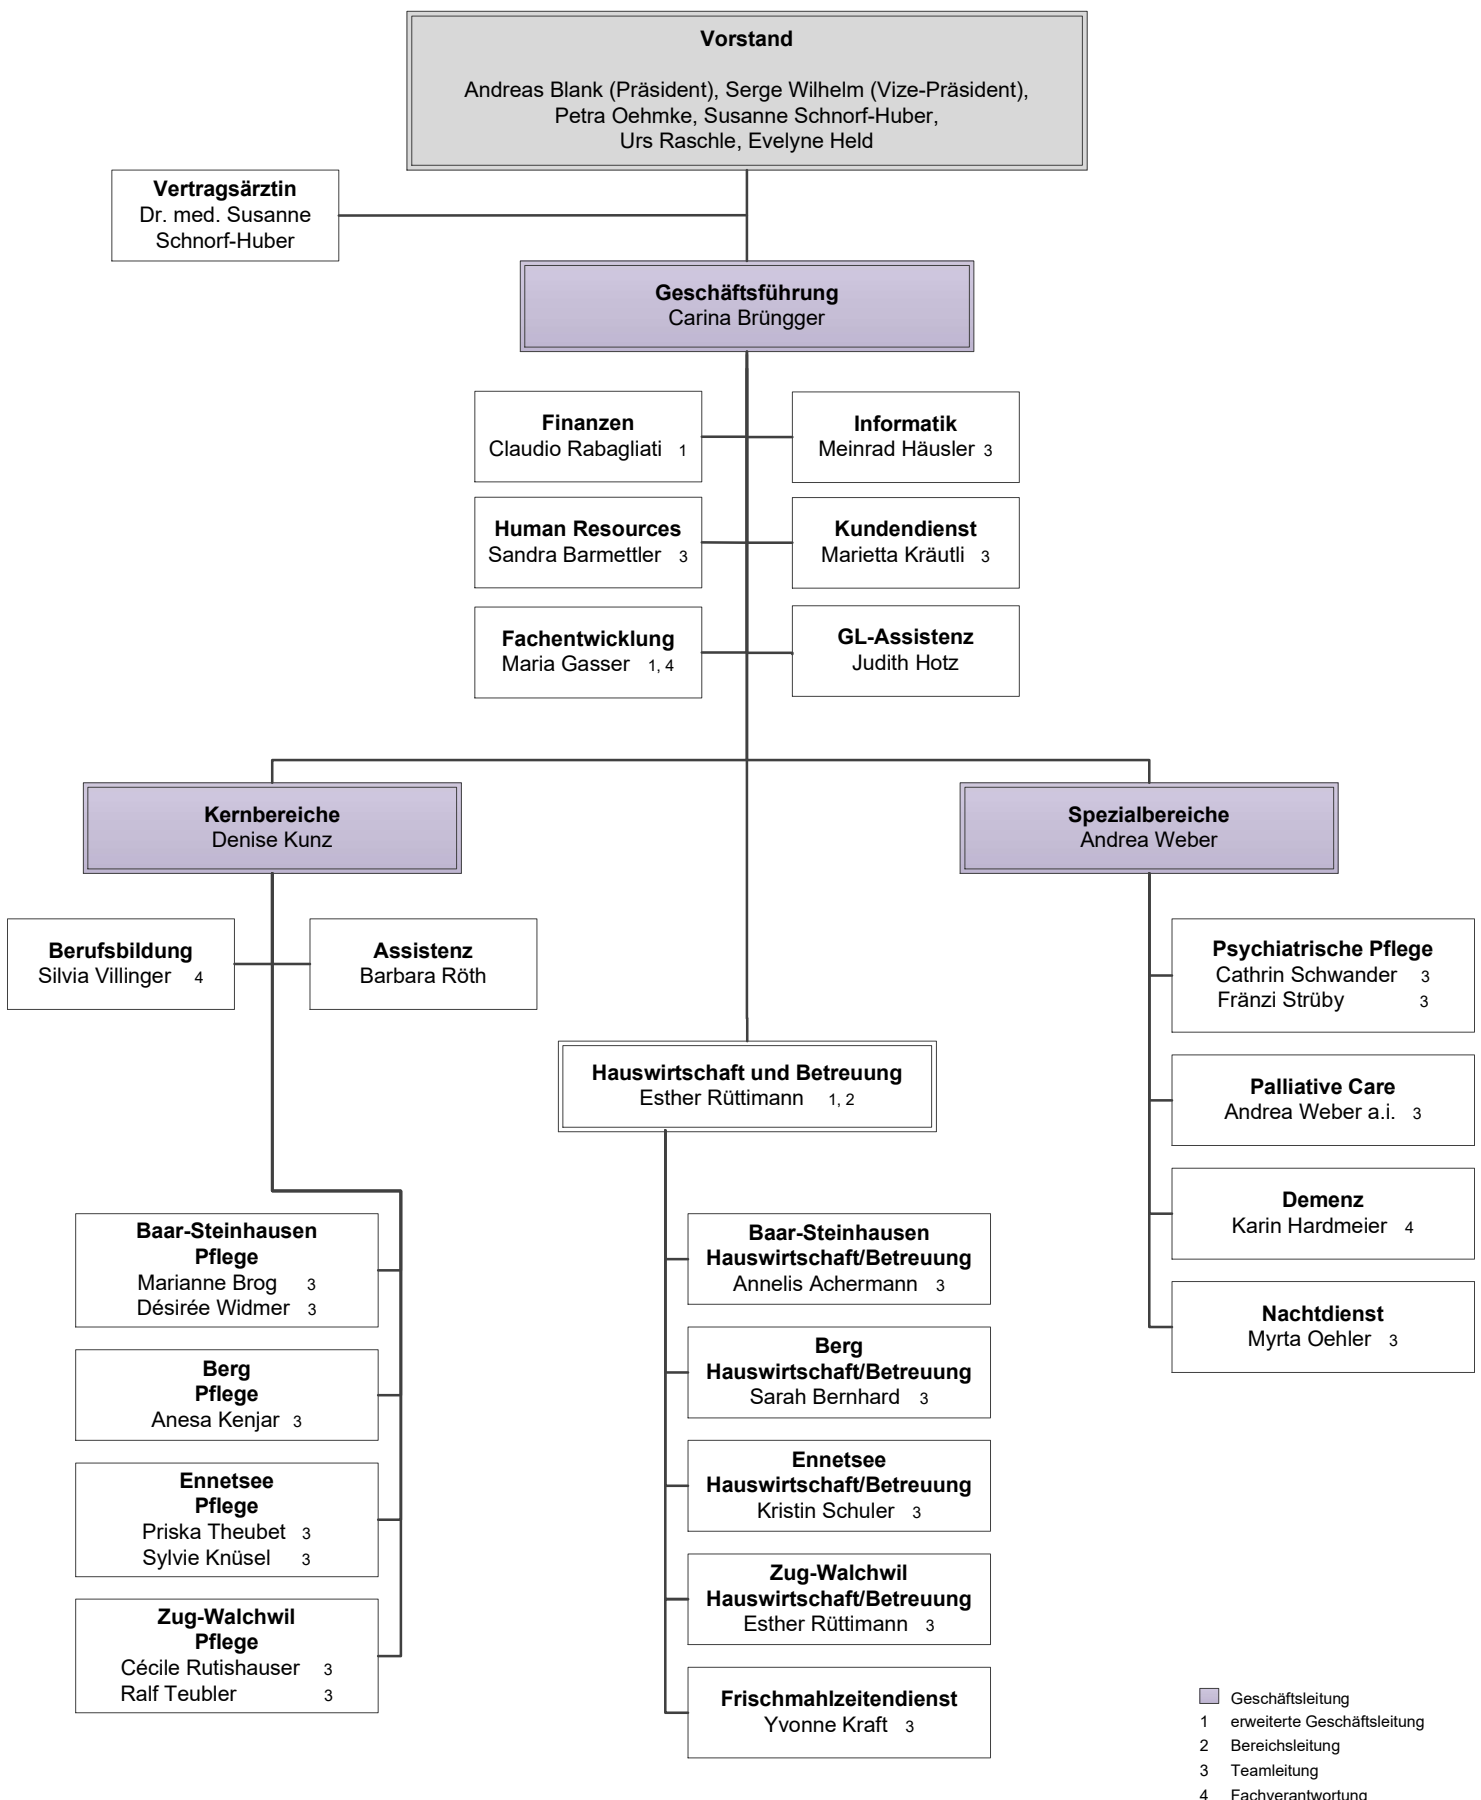 Vorstand
Andreas Blank (Präsident), Serge Wilhelm (Vize-Präsident),
Petra Oehmke, Susanne Schnorf-Huber,
Urs Raschle, Evelyne Held
Vertragsärztin
Dr. med. Susanne
Schnorf-Huber
Geschäftsführung
Carina Brüngger
Finanzen
Claudio Rabagliati 1
Informatik
Meinrad Häusler 3
Human Resources
Sandra Barmettler 3
Kundendienst
Marietta Kräutli 3
Fachentwicklung
Maria Gasser 1, 4
GL-Assistenz
Judith Hotz
Kernbereiche
Denise Kunz
Spezialbereiche
Andrea Weber
Berufsbildung
Silvia Villinger 4
Assistenz
Barbara Röth
Psychiatrische Pflege
Cathrin Schwander 3
Fränzi Strüby 3
Hauswirtschaft und Betreuung
Esther Rüttimann 1, 2
Palliative Care
Andrea Weber a.i. 3
Demenz
Karin Hardmeier 4
Nachtdienst
Myrta Oehler 3
Baar-Steinhausen
Pflege
Marianne Brog 3
Désirée Widmer 3
Berg
Pflege
Anesa Kenjar 3
Ennetsee
Pflege
Priska Theubet 3
Sylvie Knüsel 3
Zug-Walchwil
Pflege
Cécile Rutishauser 3
Ralf Teubler 3
Baar-Steinhausen
Hauswirtschaft/Betreuung
Annelis Achermann 3
Berg
Hauswirtschaft/Betreuung
Sarah Bernhard 3
Ennetsee
Hauswirtschaft/Betreuung
Kristin Schuler 3
Zug-Walchwil
Hauswirtschaft/Betreuung
Esther Rüttimann 3
Frischmahlzeitendienst
Yvonne Kraft 3
Geschäftsleitung
1 erweiterte Geschäftsleitung
2 Bereichsleitung
3 Teamleitung
4 Fachverantwortung